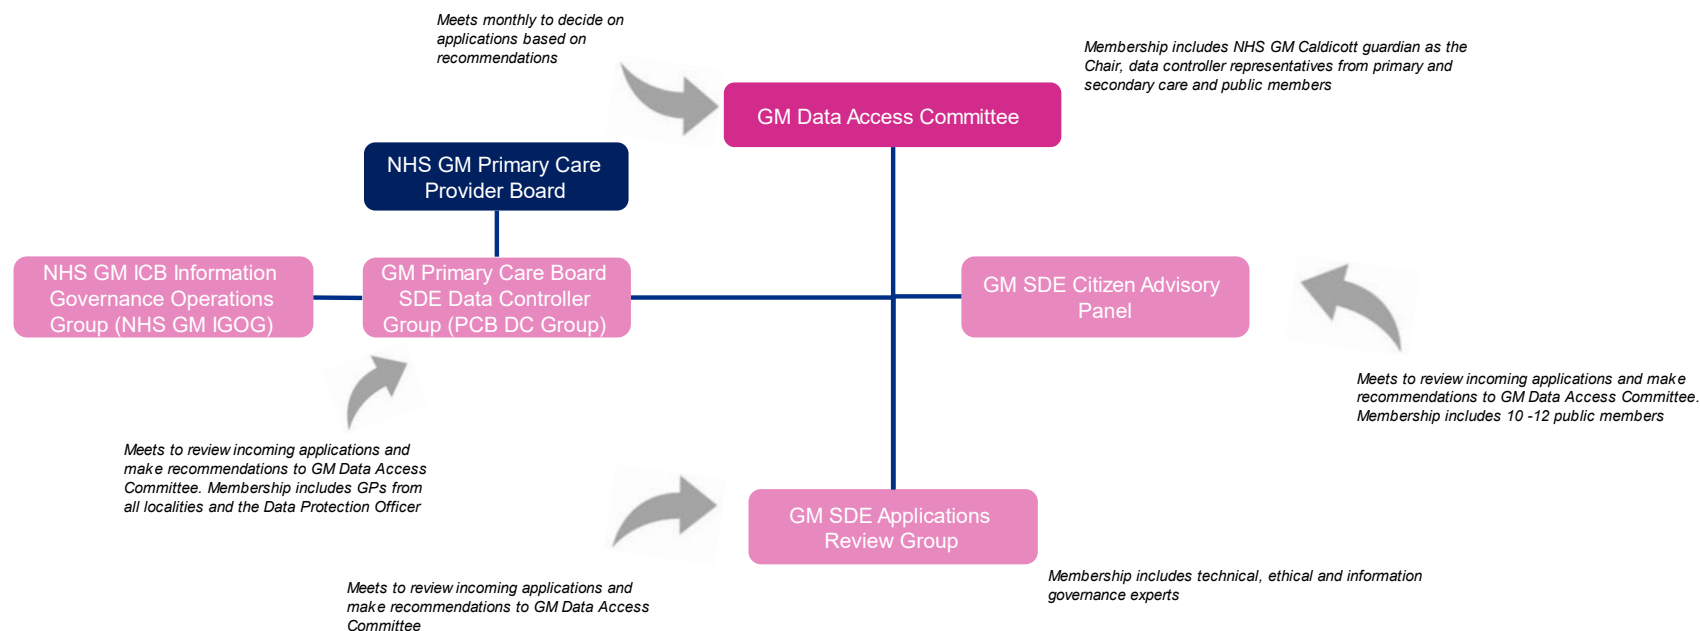 Meets monthly to decide on
applications based on
recommendations
Membership includes NHS GM Caldicott guardian as the
Chair, data controller representatives from primary and
secondary care and public members
GM Data Access Committee
NHS GM Primary Care
Provider Board
NHS GM ICB Information
Governance Operations
Group (NHS GM IGOG)
GM Primary Care Board
SDE Data Controller
Group (PCB DC Group)
GM SDE Citizen Advisory
Panel
Meets to review incoming applications and make
recommendations to GM Data Access Committee.
Membership includes 10 -12 public members
Meets to review incoming applications and
make recommendations to GM Data Access
Committee. Membership includes GPs from
all localities and the Data Protection Officer
GM SDE Applications
Review Group
Meets to review incoming applications and
make recommendations to GM Data Access
Committee
Membership includes technical, ethical and information
governance experts